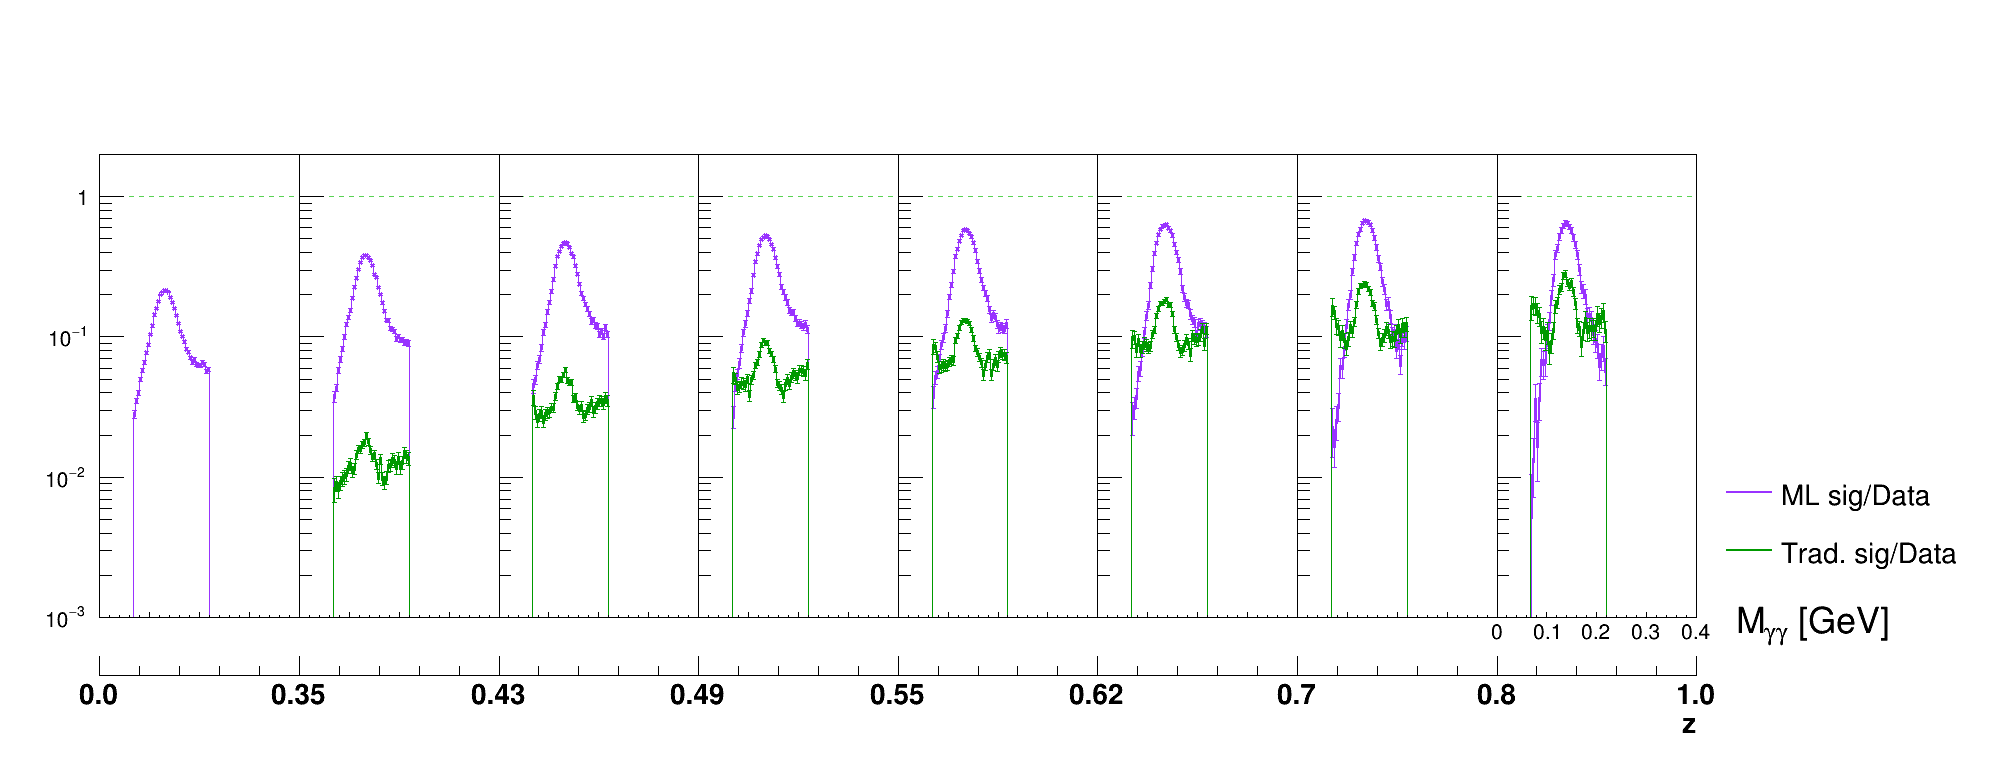 1
10⁻¹
10⁻²
10⁻³
ML sig/Data
Trad. sig/Data
0 0.1 0.2 0.3 0.4
M_γγ [GeV]
0.0 0.35 0.43 0.49 0.55 0.62 0.7 0.8 1.0
z